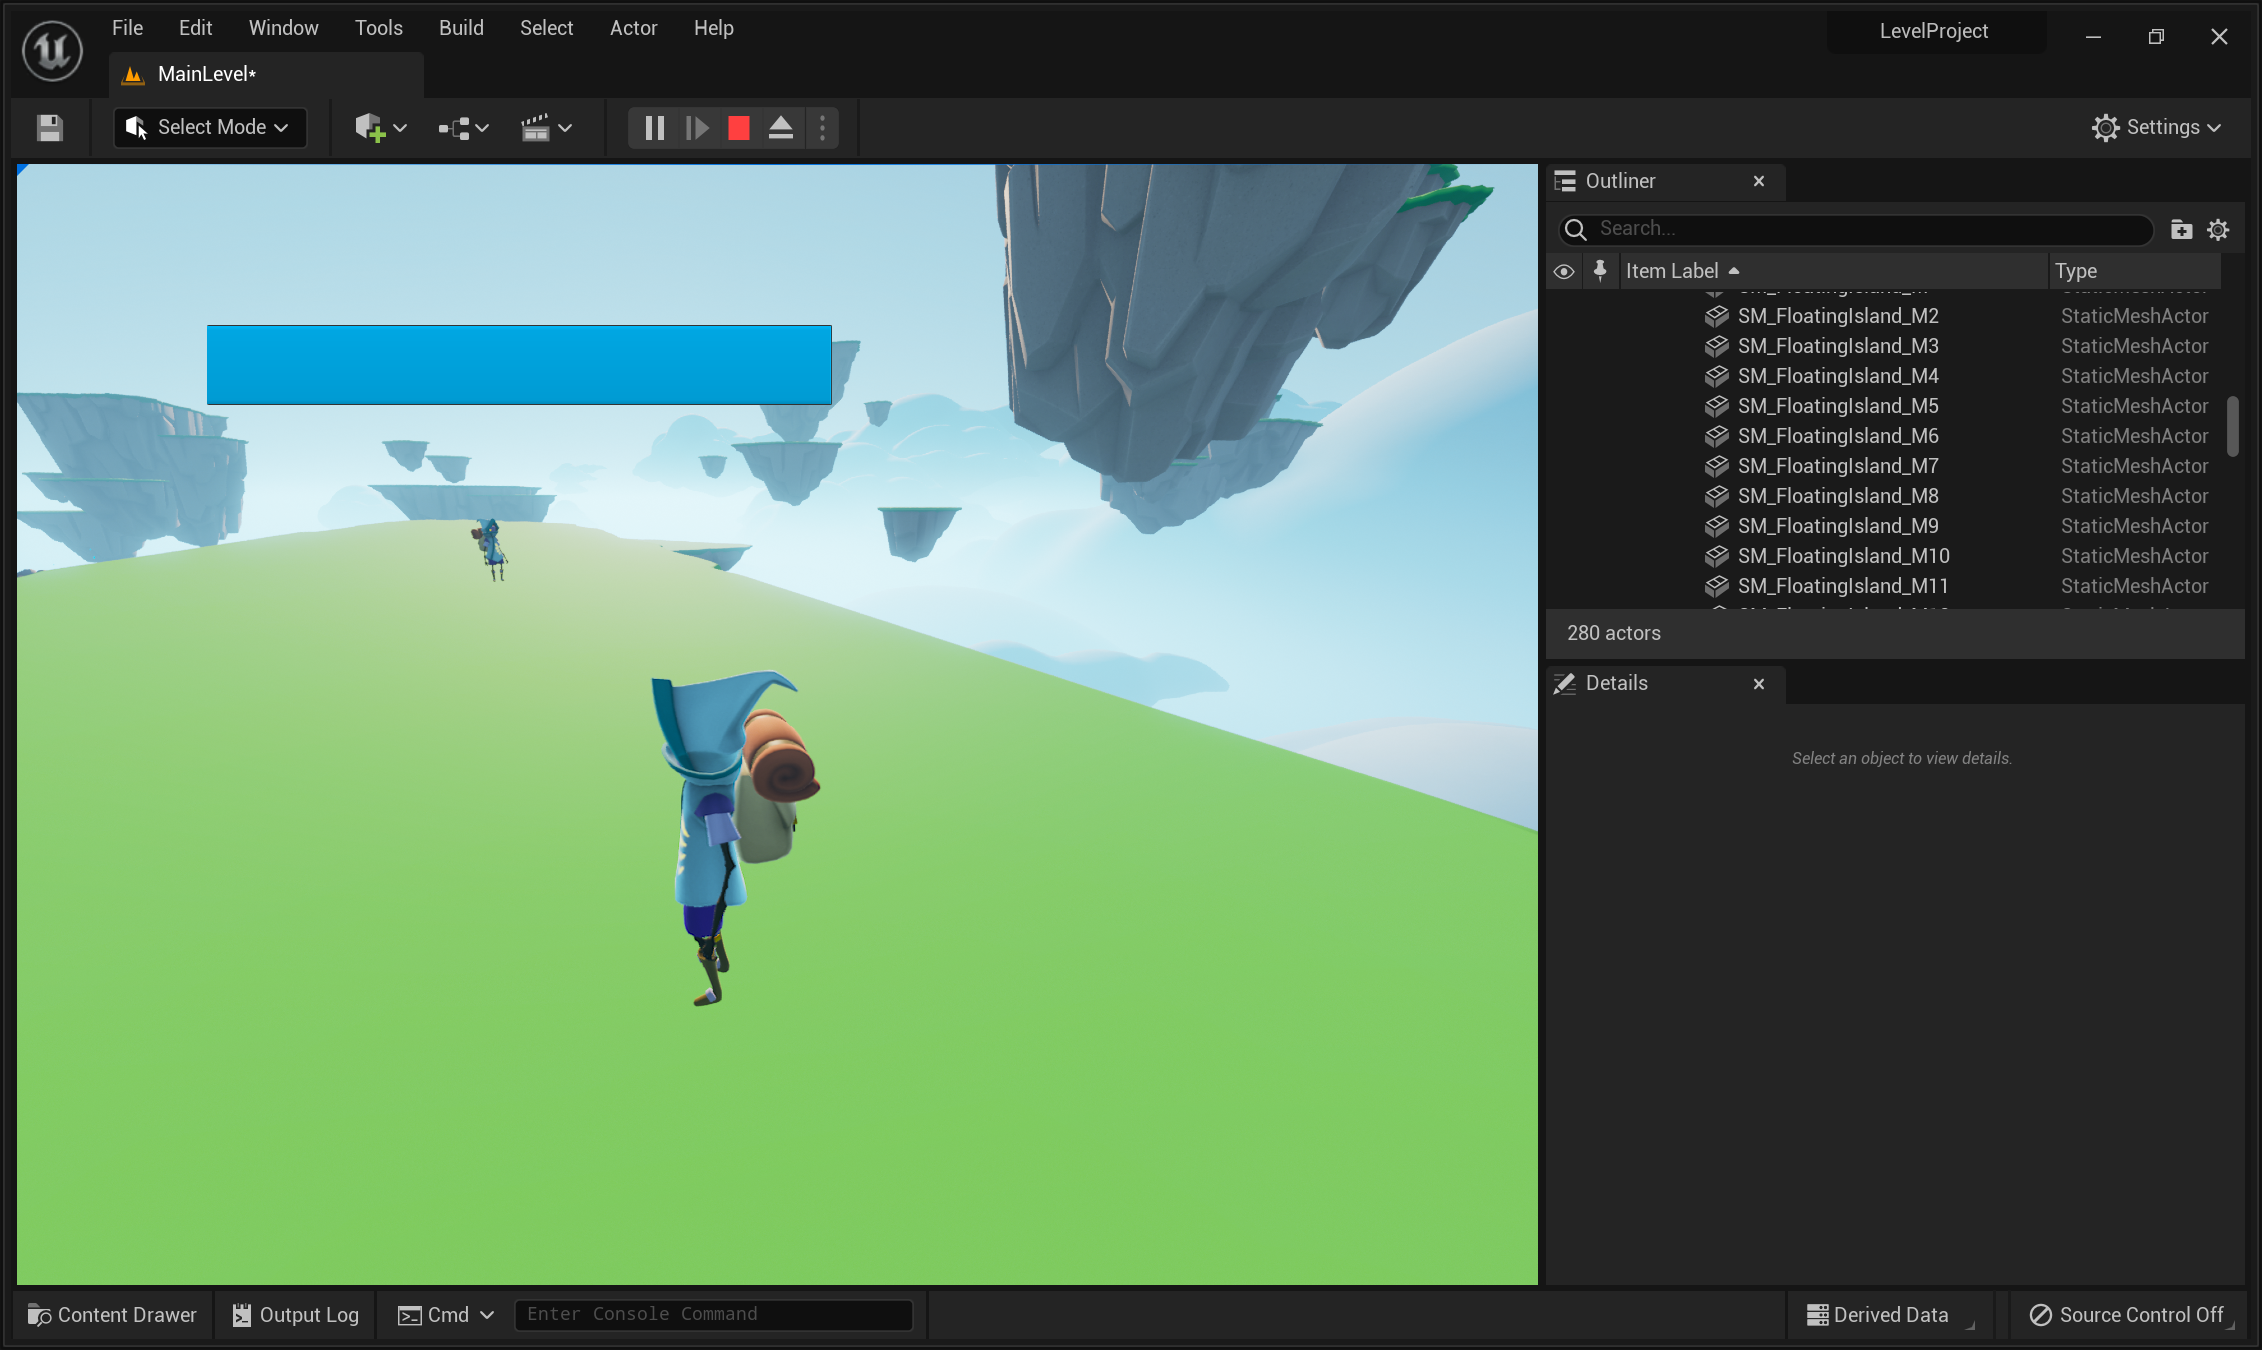 File Edit Window Tools Build Select Actor Help
LevelProject
MainLevel*
Select Mode
Settings
Outliner
Search...
Item Label Type
SM_FloatingIsland_M2 StaticMeshActor
SM_FloatingIsland_M3 StaticMeshActor
SM_FloatingIsland_M4 StaticMeshActor
SM_FloatingIsland_M5 StaticMeshActor
SM_FloatingIsland_M6 StaticMeshActor
SM_FloatingIsland_M7 StaticMeshActor
SM_FloatingIsland_M8 StaticMeshActor
SM_FloatingIsland_M9 StaticMeshActor
SM_FloatingIsland_M10 StaticMeshActor
SM_FloatingIsland_M11 StaticMeshActor
280 actors
Details
Select an object to view details.
Content Drawer Output Log Cmd Enter Console Command Derived Data Source Control Off